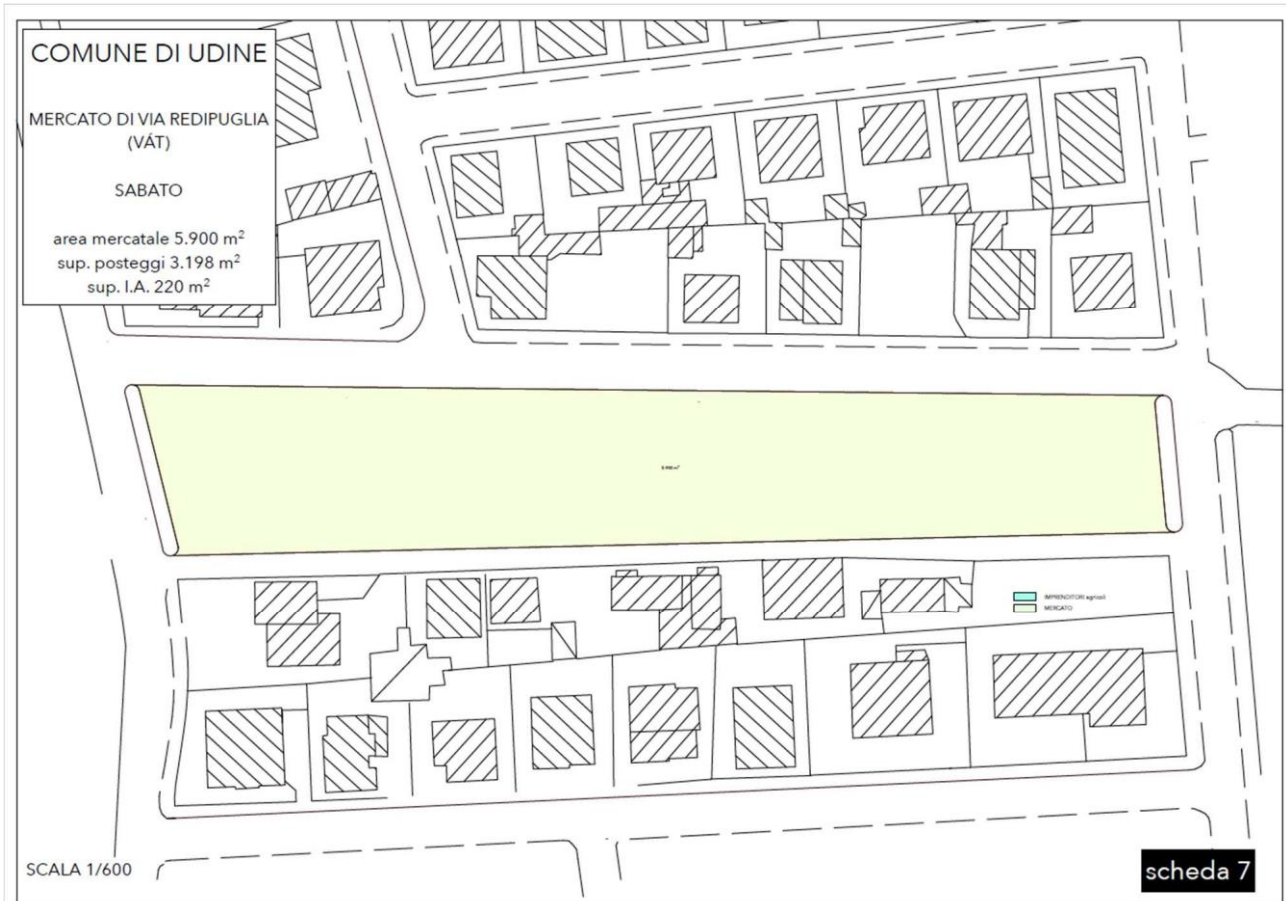 COMUNE DI UDINE
MERCATO DI VIA REDIPUGLIA
(VÁT)
SABATO
area mercatale 5.900 m²
sup. posteggi 3.198 m²
sup. I.A. 220 m²
IMPRENDITORI agricoli
MERCATO
SCALA 1/600
scheda 7